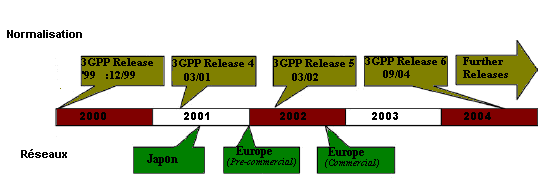 Normalisation
3GPP Release
'99 :12/99
3GPP Release 4
03/01
3GPP Release 5
03/02
3GPP Release 6
09/04
Further
Releases
2000
2001
2002
2003
2004
Réseaux
Jap0n
Europe
(Pre-commercial)
Europe
(Commercial)